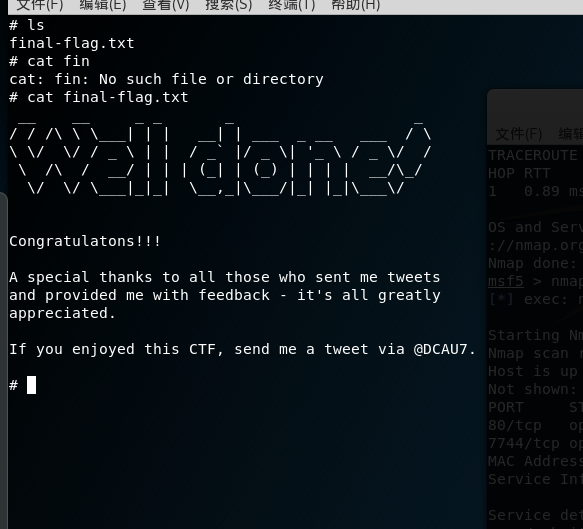 文件(F) 编辑(E) 查看(V) 搜索(S) 终端(T) 帮助(H)
# ls
final-flag.txt
# cat fin
cat: fin: No such file or directory
# cat final-flag.txt
Well done!
Congratulatons!!!
A special thanks to all those who sent me tweets
and provided me with feedback - it's all greatly
appreciated.
If you enjoyed this CTF, send me a tweet via @DCAU7.
#
文件(F) 编辑
TRACEROUTE
HOP RTT
1 0.89 ms
OS and Serv
://nmap.org
Nmap done:
msf5 > nmap
[*] exec: n
Starting Nm
Nmap scan r
Host is up
Not shown:
PORT ST
80/tcp op
7744/tcp op
MAC Address
Service Inf
Service det